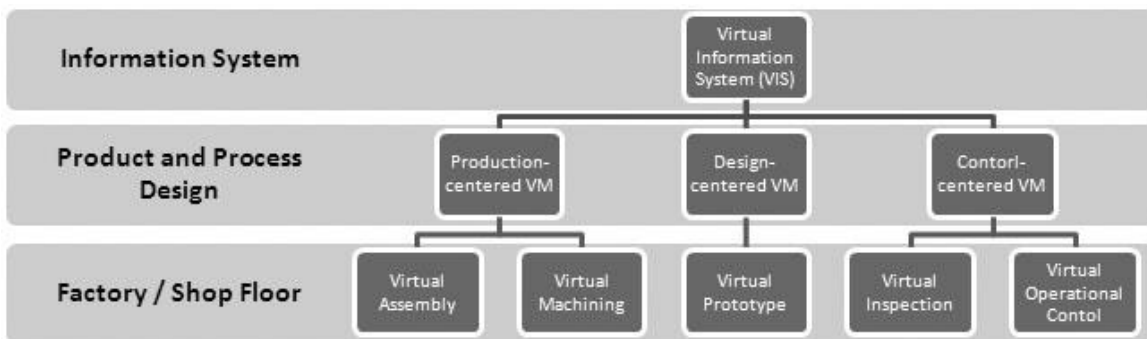 Information System
Virtual
Information
System (VIS)
Product and Process
Design
Production-
centered VM
Design-
centered VM
Contorl-
centered VM
Factory / Shop Floor
Virtual
Assembly
Virtual
Machining
Virtual
Prototype
Virtual
Inspection
Virtual
Operational
Contol